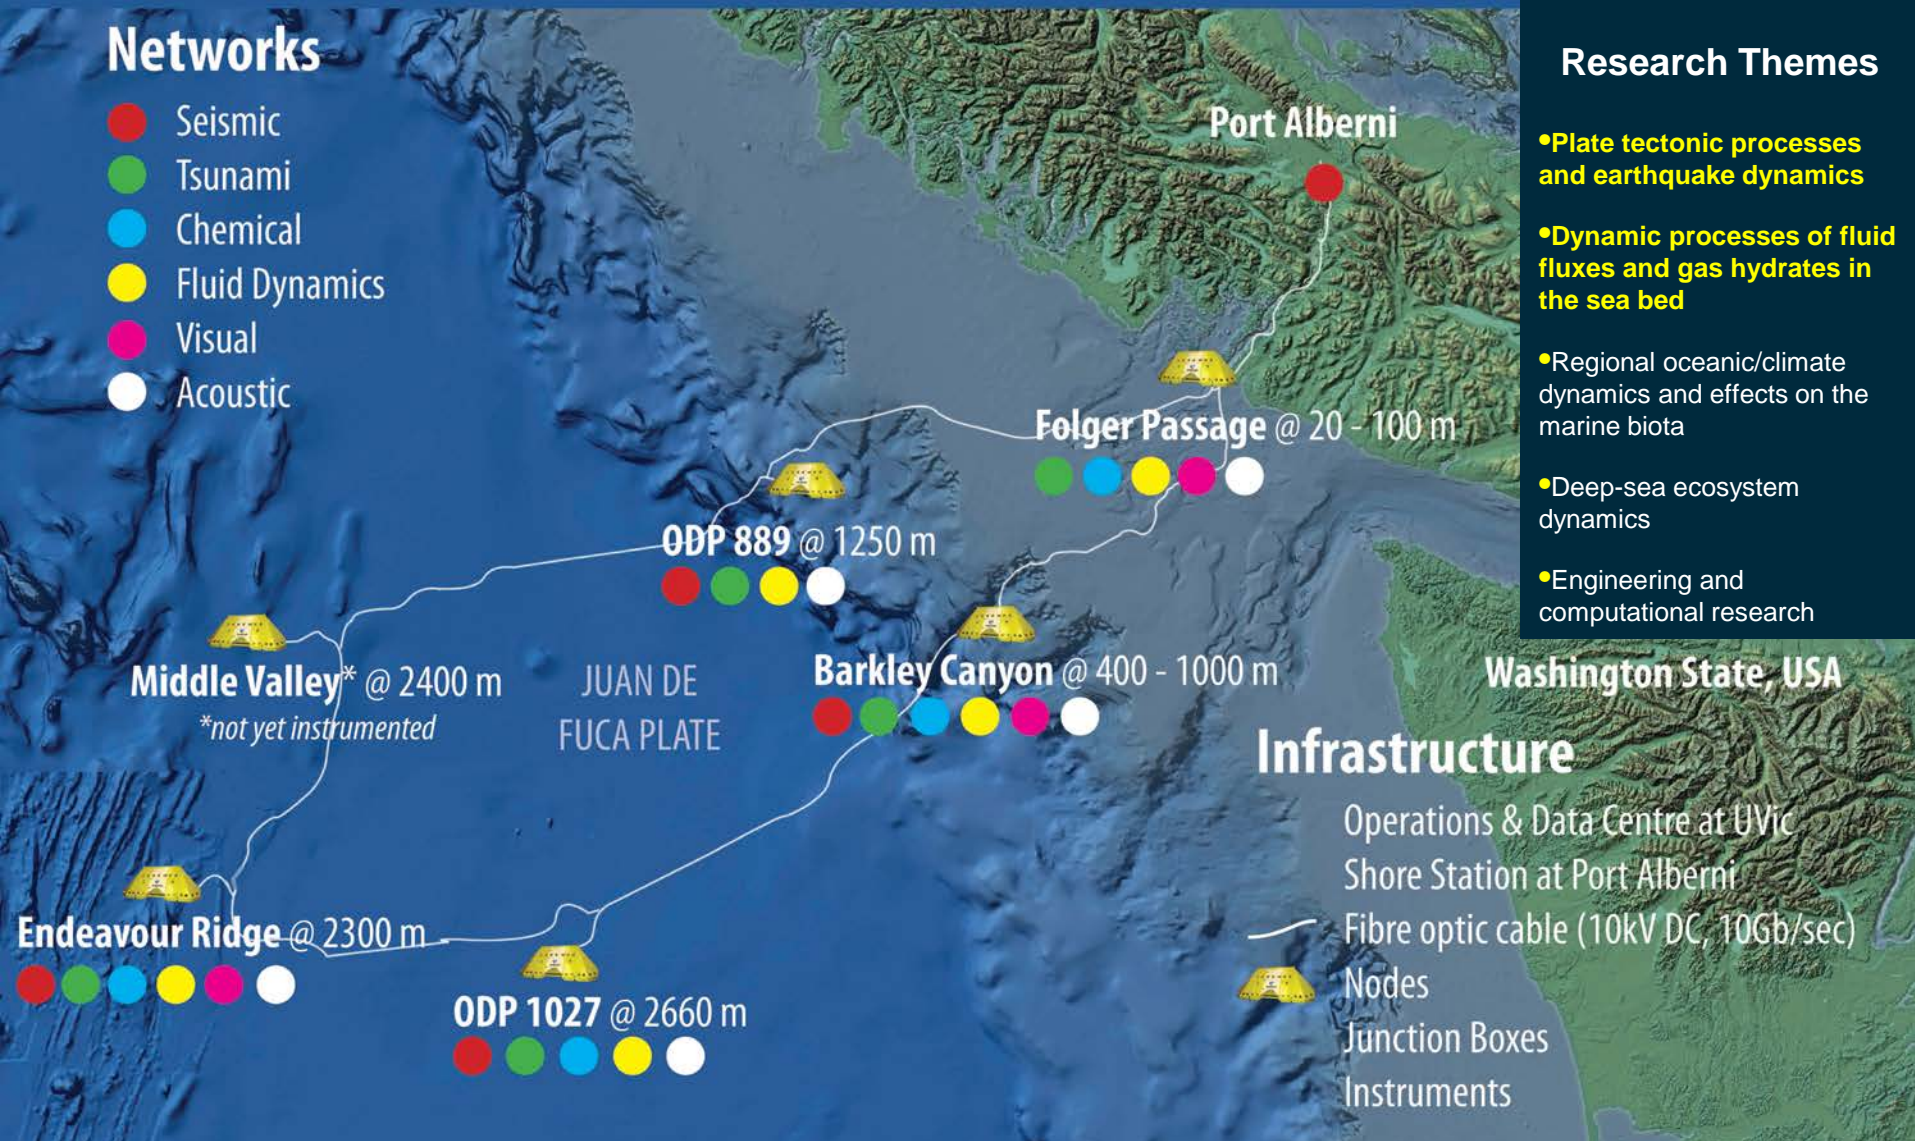 Networks
Seismic
Tsunami
Chemical
Fluid Dynamics
Visual
Acoustic
Port Alberni
Folger Passage @ 20 - 100 m
ODP 889 @ 1250 m
Middle Valley* @ 2400 m
*not yet instrumented
JUAN DE
FUCA PLATE
Barkley Canyon @ 400 - 1000 m
Endeavour Ridge @ 2300 m
ODP 1027 @ 2660 m
Research Themes
•Plate tectonic processes
and earthquake dynamics
•Dynamic processes of fluid
fluxes and gas hydrates in
the sea bed
•Regional oceanic/climate
dynamics and effects on the
marine biota
•Deep-sea ecosystem
dynamics
•Engineering and
computational research
Washington State, USA
Infrastructure
Operations & Data Centre at UVic
Shore Station at Port Alberni
Fibre optic cable (10kV DC, 10Gb/sec)
Nodes
Junction Boxes
Instruments